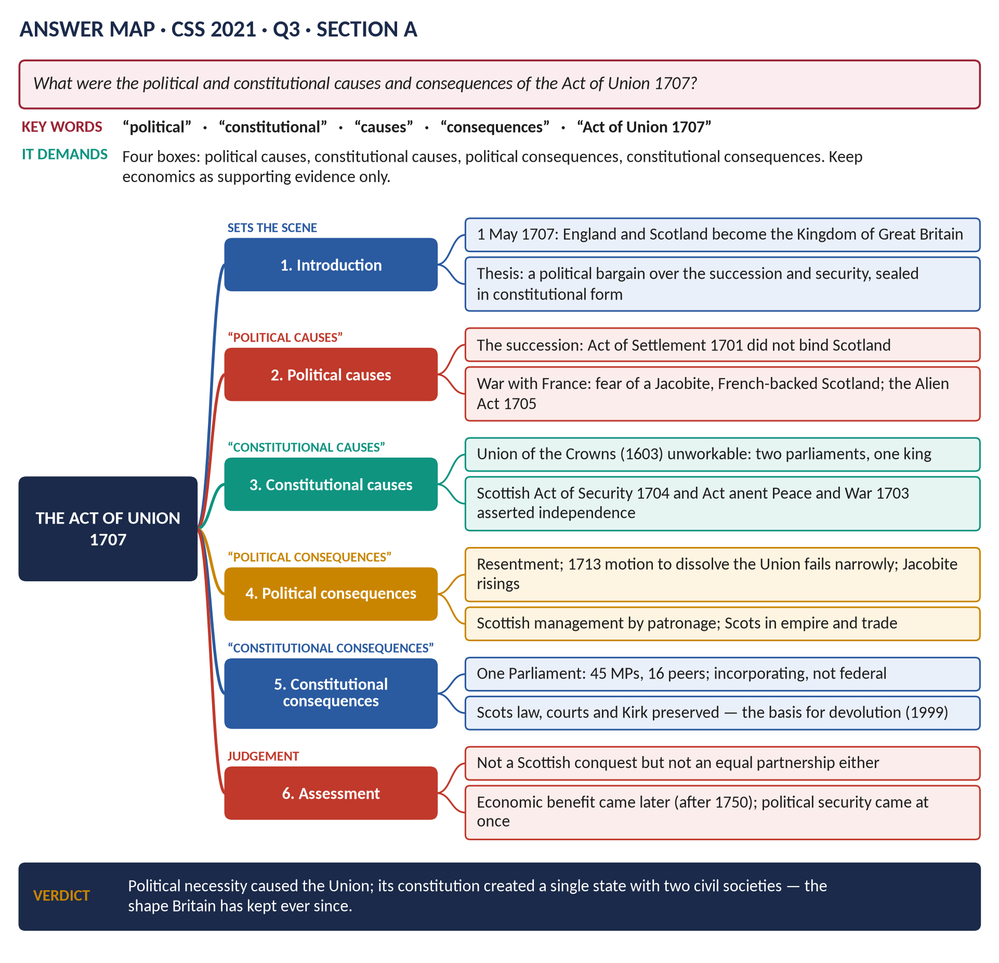 ANSWER MAP · CSS 2021 · Q3 · SECTION A
What were the political and constitutional causes and consequences of the Act of Union 1707?
KEY WORDS “political” · “constitutional” · “causes” · “consequences” · “Act of Union 1707”
IT DEMANDS Four boxes: political causes, constitutional causes, political consequences, constitutional consequences. Keep
economics as supporting evidence only.
THE ACT OF UNION
1707
SETS THE SCENE
1. Introduction
1 May 1707: England and Scotland become the Kingdom of Great Britain
Thesis: a political bargain over the succession and security, sealed
in constitutional form
“POLITICAL CAUSES”
2. Political causes
The succession: Act of Settlement 1701 did not bind Scotland
War with France: fear of a Jacobite, French-backed Scotland; the Alien
Act 1705
“CONSTITUTIONAL CAUSES”
3. Constitutional causes
Union of the Crowns (1603) unworkable: two parliaments, one king
Scottish Act of Security 1704 and Act anent Peace and War 1703
asserted independence
“POLITICAL CONSEQUENCES”
4. Political consequences
Resentment; 1713 motion to dissolve the Union fails narrowly; Jacobite
risings
Scottish management by patronage; Scots in empire and trade
“CONSTITUTIONAL CONSEQUENCES”
5. Constitutional
consequences
One Parliament: 45 MPs, 16 peers; incorporating, not federal
Scots law, courts and Kirk preserved — the basis for devolution (1999)
JUDGEMENT
6. Assessment
Not a Scottish conquest but not an equal partnership either
Economic benefit came later (after 1750); political security came at
once
VERDICT Political necessity caused the Union; its constitution created a single state with two civil societies — the
shape Britain has kept ever since.